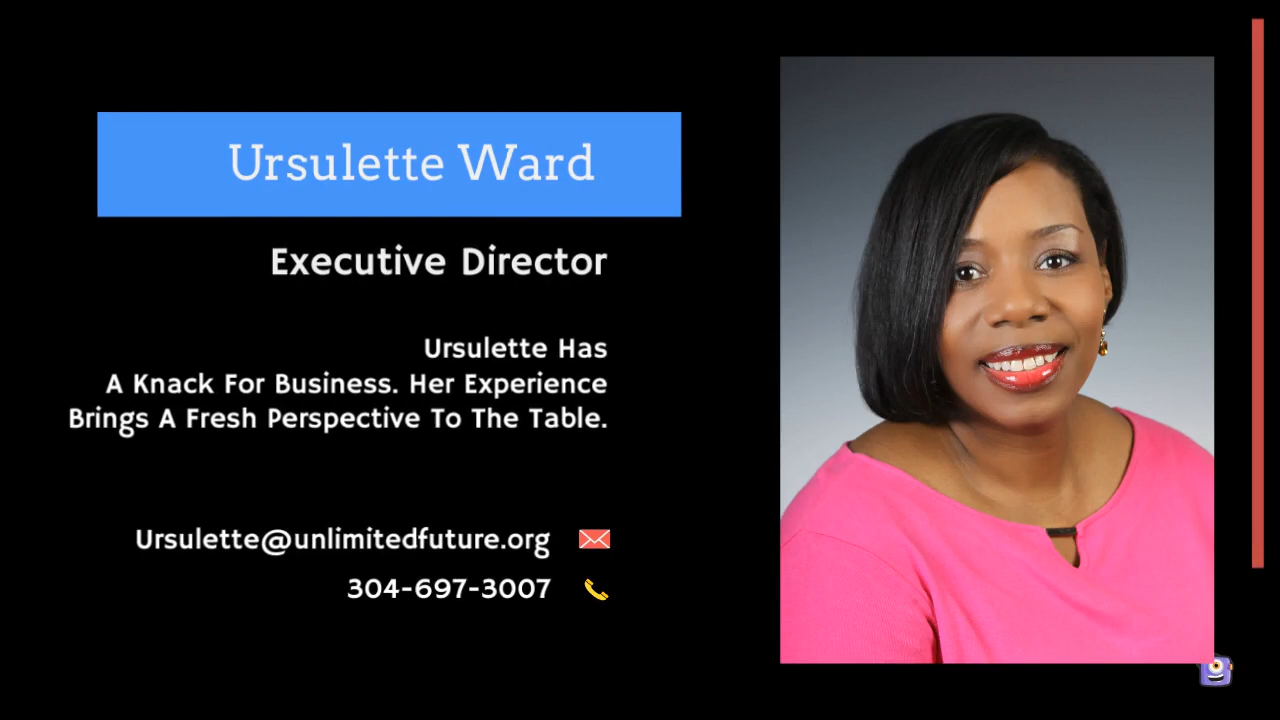 Ursulette Ward
Executive Director
Ursulette Has
A Knack For Business. Her Experience
Brings A Fresh Perspective To The Table.
Ursulette@unlimitedfuture.org
304-697-3007